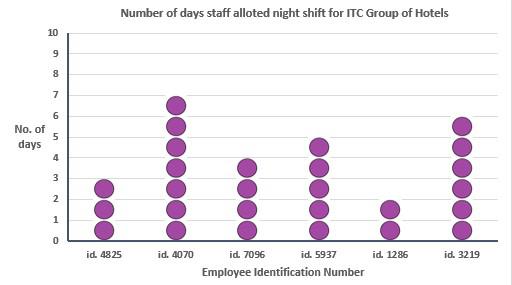 Number of days staff alloted night shift for ITC Group of Hotels
10
9
8
7
6
5
4
3
2
1
0
No. of
days
id. 4825 id. 4070 id. 7096 id. 5937 id. 1286 id. 3219
Employee Identification Number